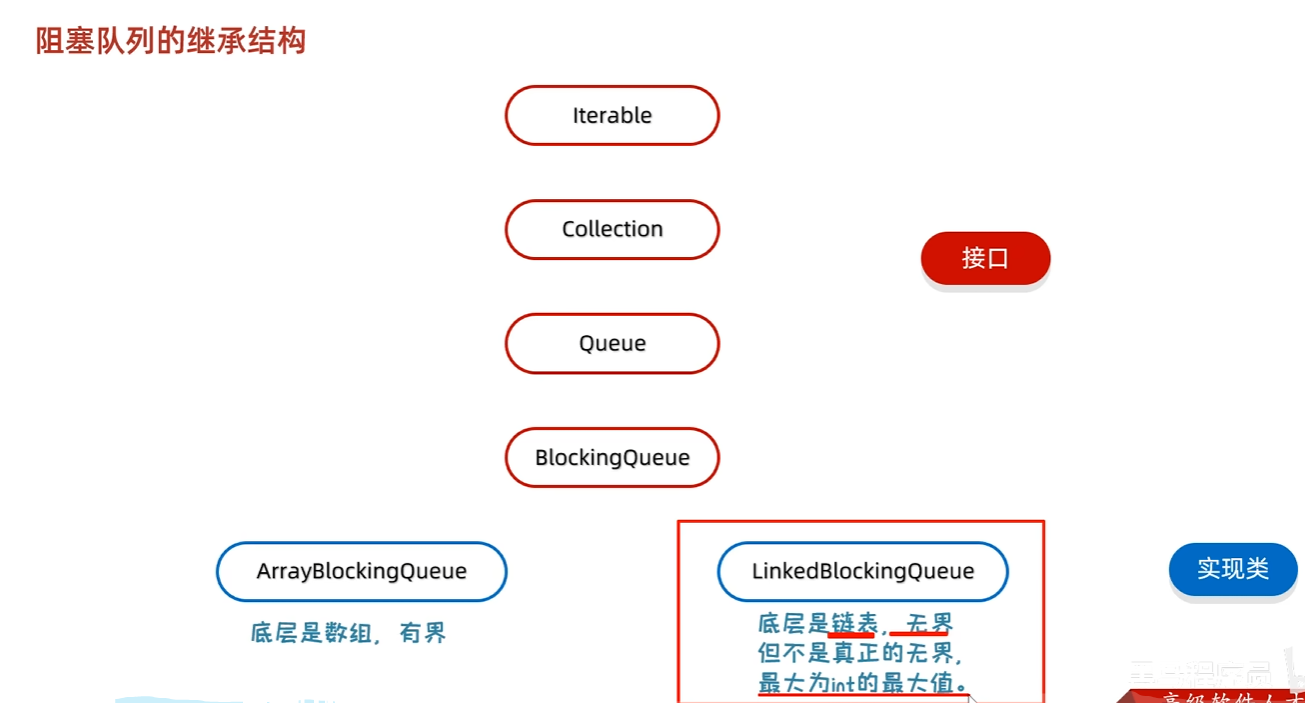 阻塞队列的继承结构
Iterable
Collection
接口
Queue
BlockingQueue
ArrayBlockingQueue
LinkedBlockingQueue
实现类
底层是数组，有界
底层是链表，无界
但不是真正的无界，
最大为int的最大值。